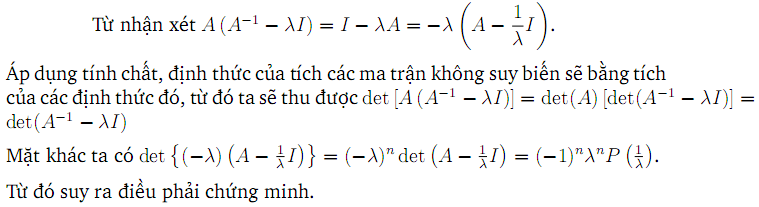 Từ nhận xét $A\left(A^{-1} - \lambda I\right) = I - \lambda A = -\lambda\left(A - \frac{1}{\lambda}I\right).$
Áp dụng tính chất, định thức của tích các ma trận không suy biến sẽ bằng tích
của các định thức đó, từ đó ta sẽ thu được $\det\left[A\left(A^{-1} - \lambda I\right)\right] = \det(A)\left[\det(A^{-1} - \lambda I)\right] =$
$\det(A^{-1} - \lambda I)$
Mặt khác ta có $\det\left\{(-\lambda)\left(A - \frac{1}{\lambda}I\right)\right\} = (-\lambda)^n \det\left(A - \frac{1}{\lambda}I\right) = (-1)^n \lambda^n P\left(\frac{1}{\lambda}\right).$
Từ đó suy ra điều phải chứng minh.